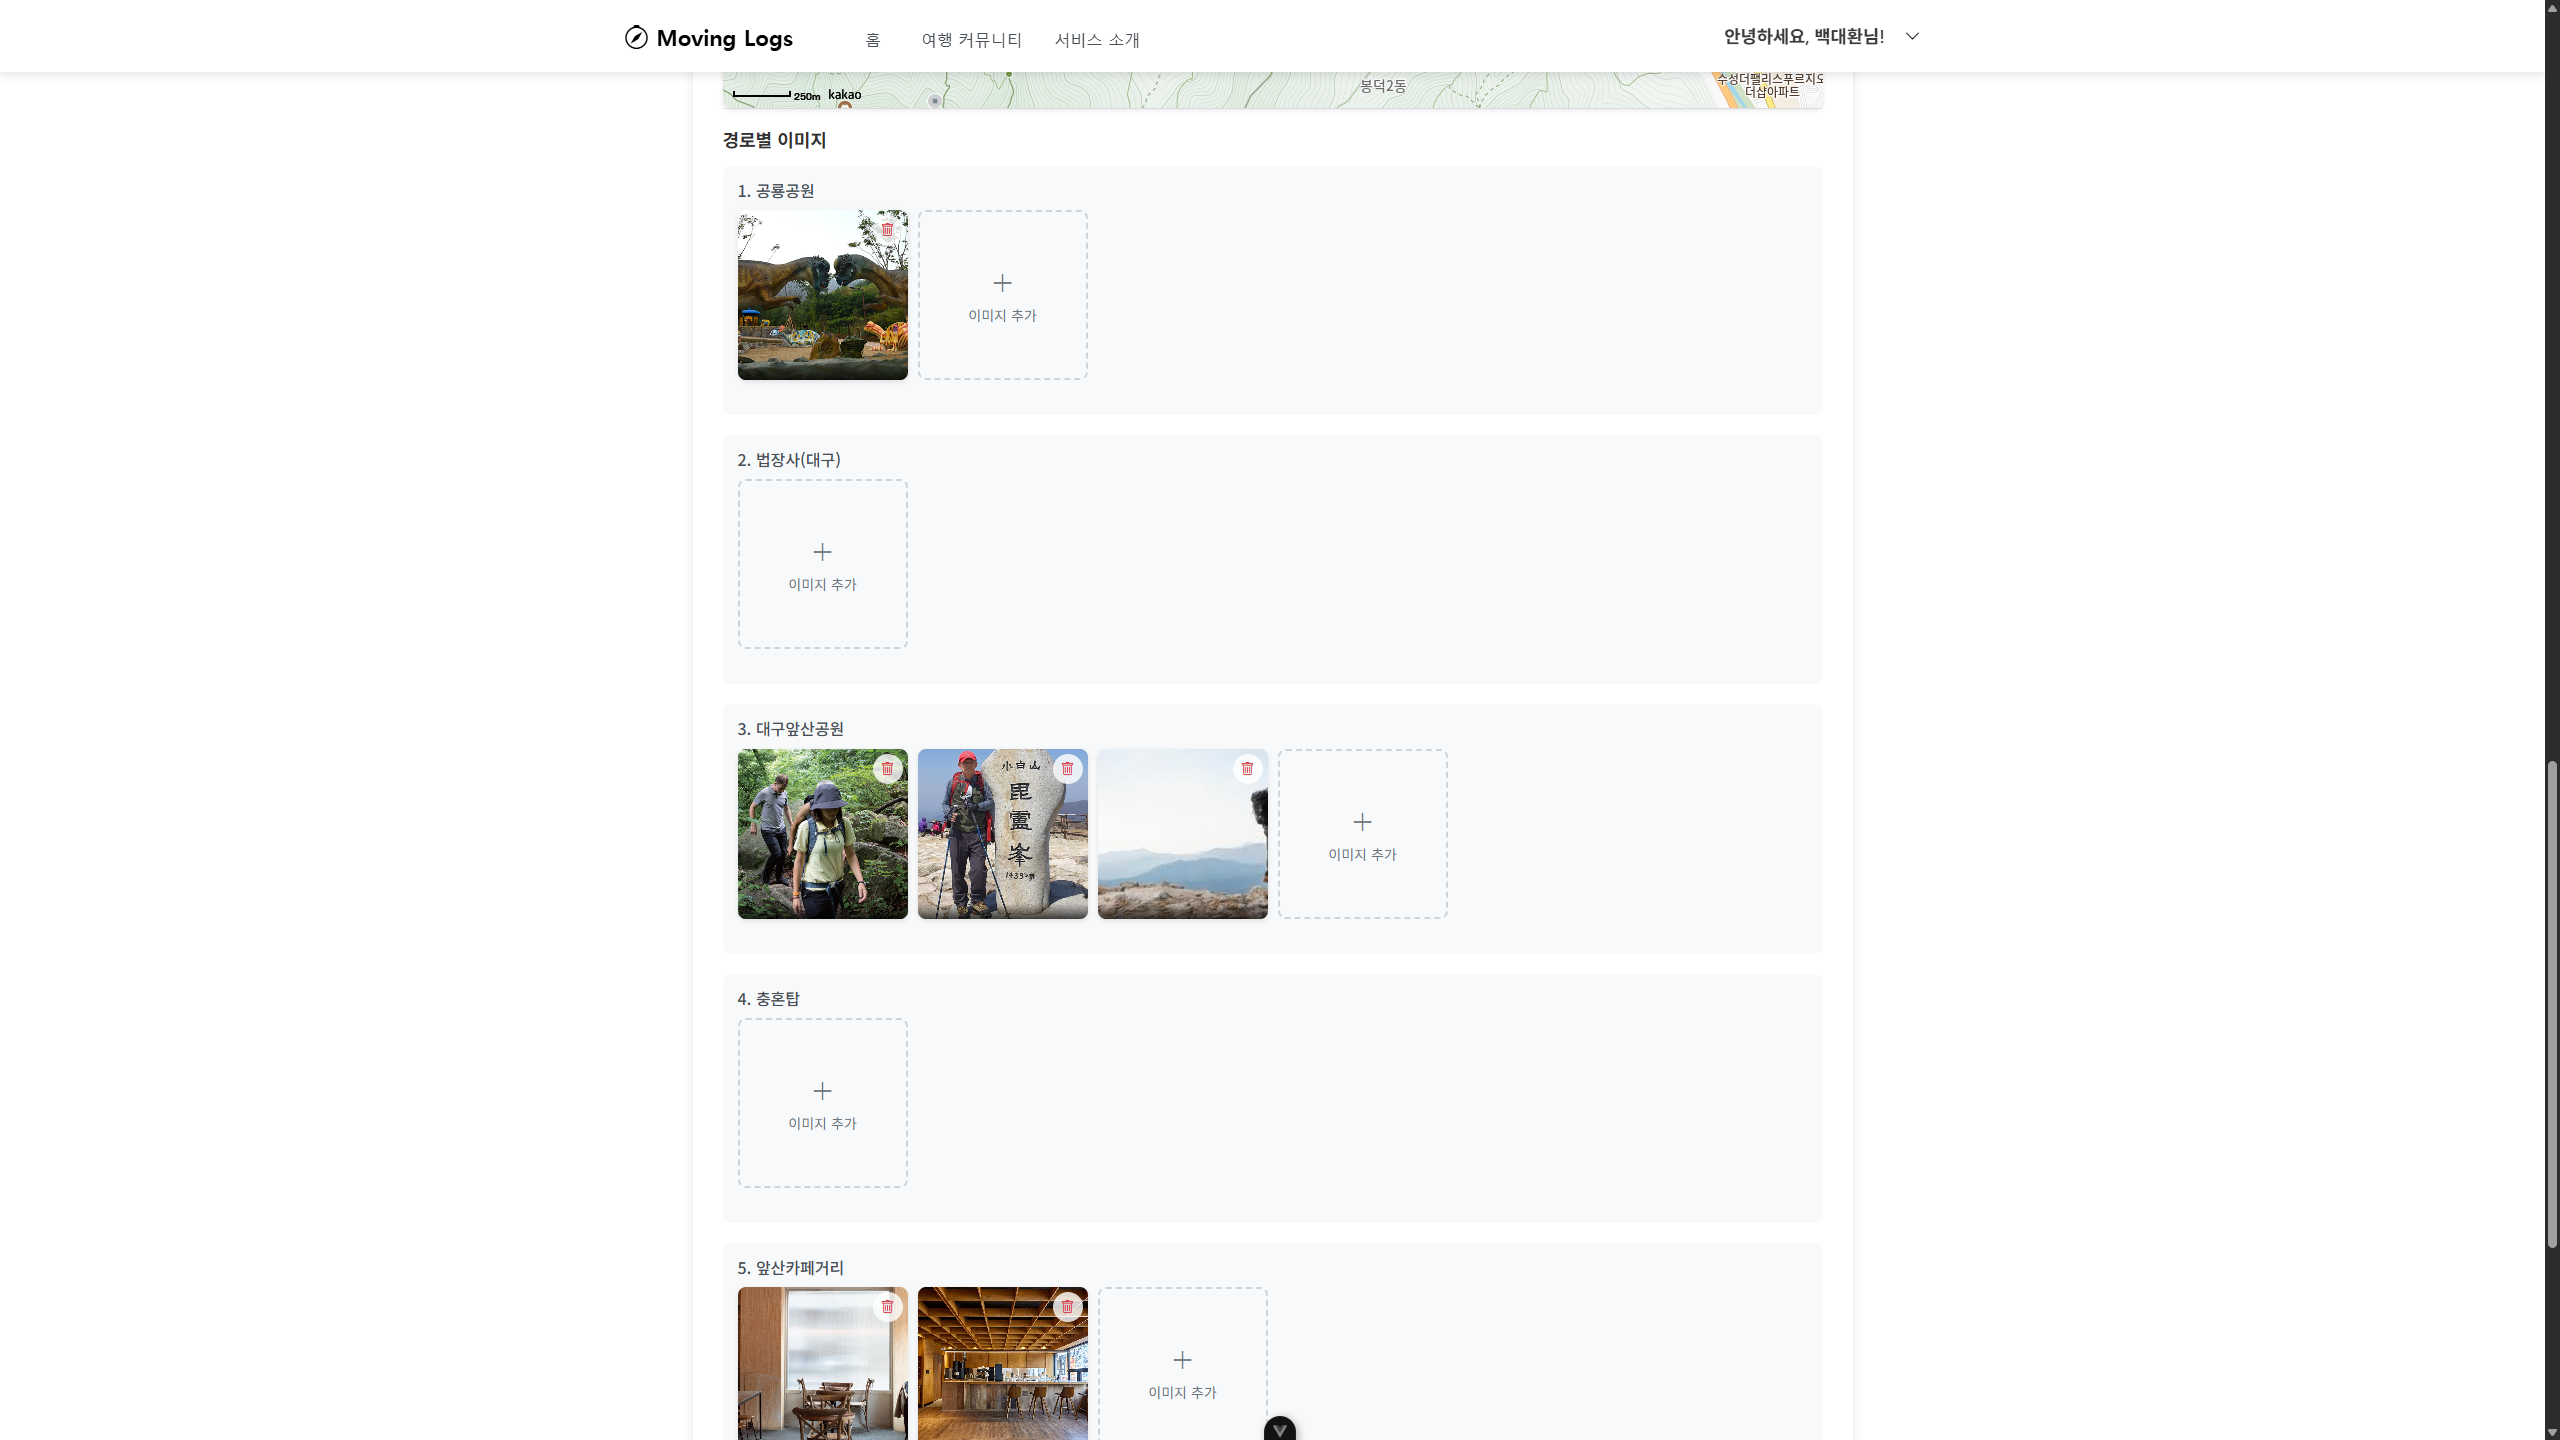 Moving Logs
홈
여행 커뮤니티
서비스 소개
안녕하세요, 백대환님!
250m
kakao
봉덕2동
수성더팰리스푸르지오
더샵아파트
경로별 이미지
1. 공룡공원
이미지 추가
2. 법장사(대구)
이미지 추가
3. 대구앞산공원
小白山
毘
靈
峯
1439m
이미지 추가
4. 충혼탑
이미지 추가
5. 앞산카페거리
이미지 추가